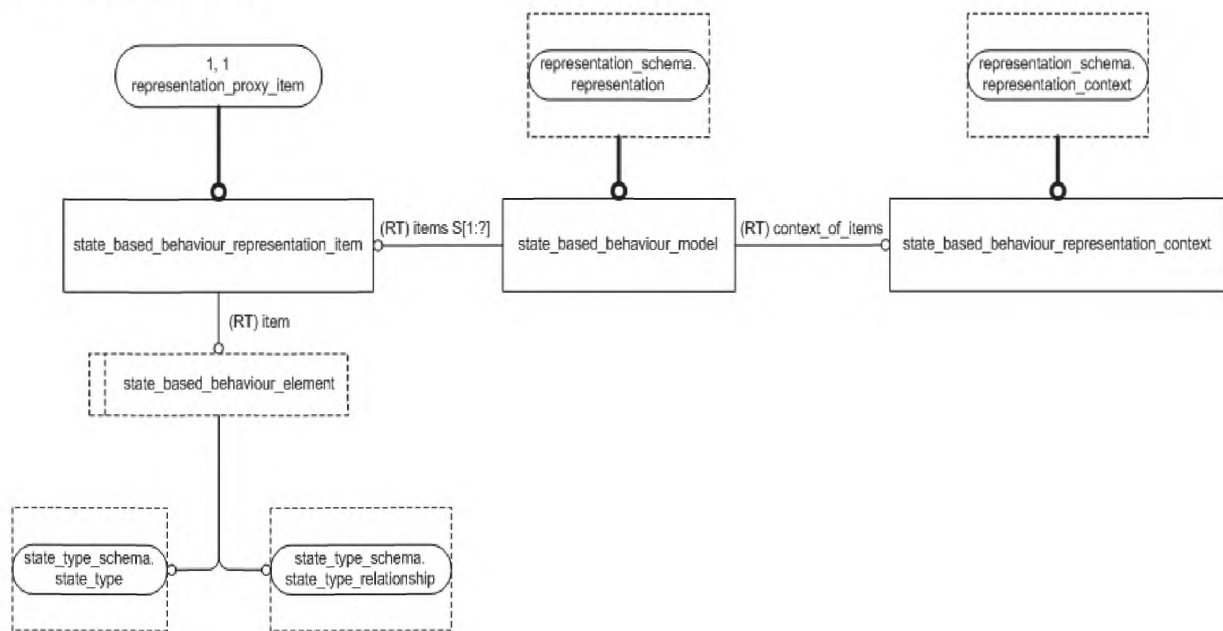 1, 1
representation_proxy_item
representation_schema.
representation
representation_schema.
representation_context
state_based_behaviour_representation_item
(RT) items S[1:?]
state_based_behaviour_model
(RT) context_of_items
state_based_behaviour_representation_context
(RT) item
state_based_behaviour_element
state_type_schema.
state_type
state_type_schema.
state_type_relationship